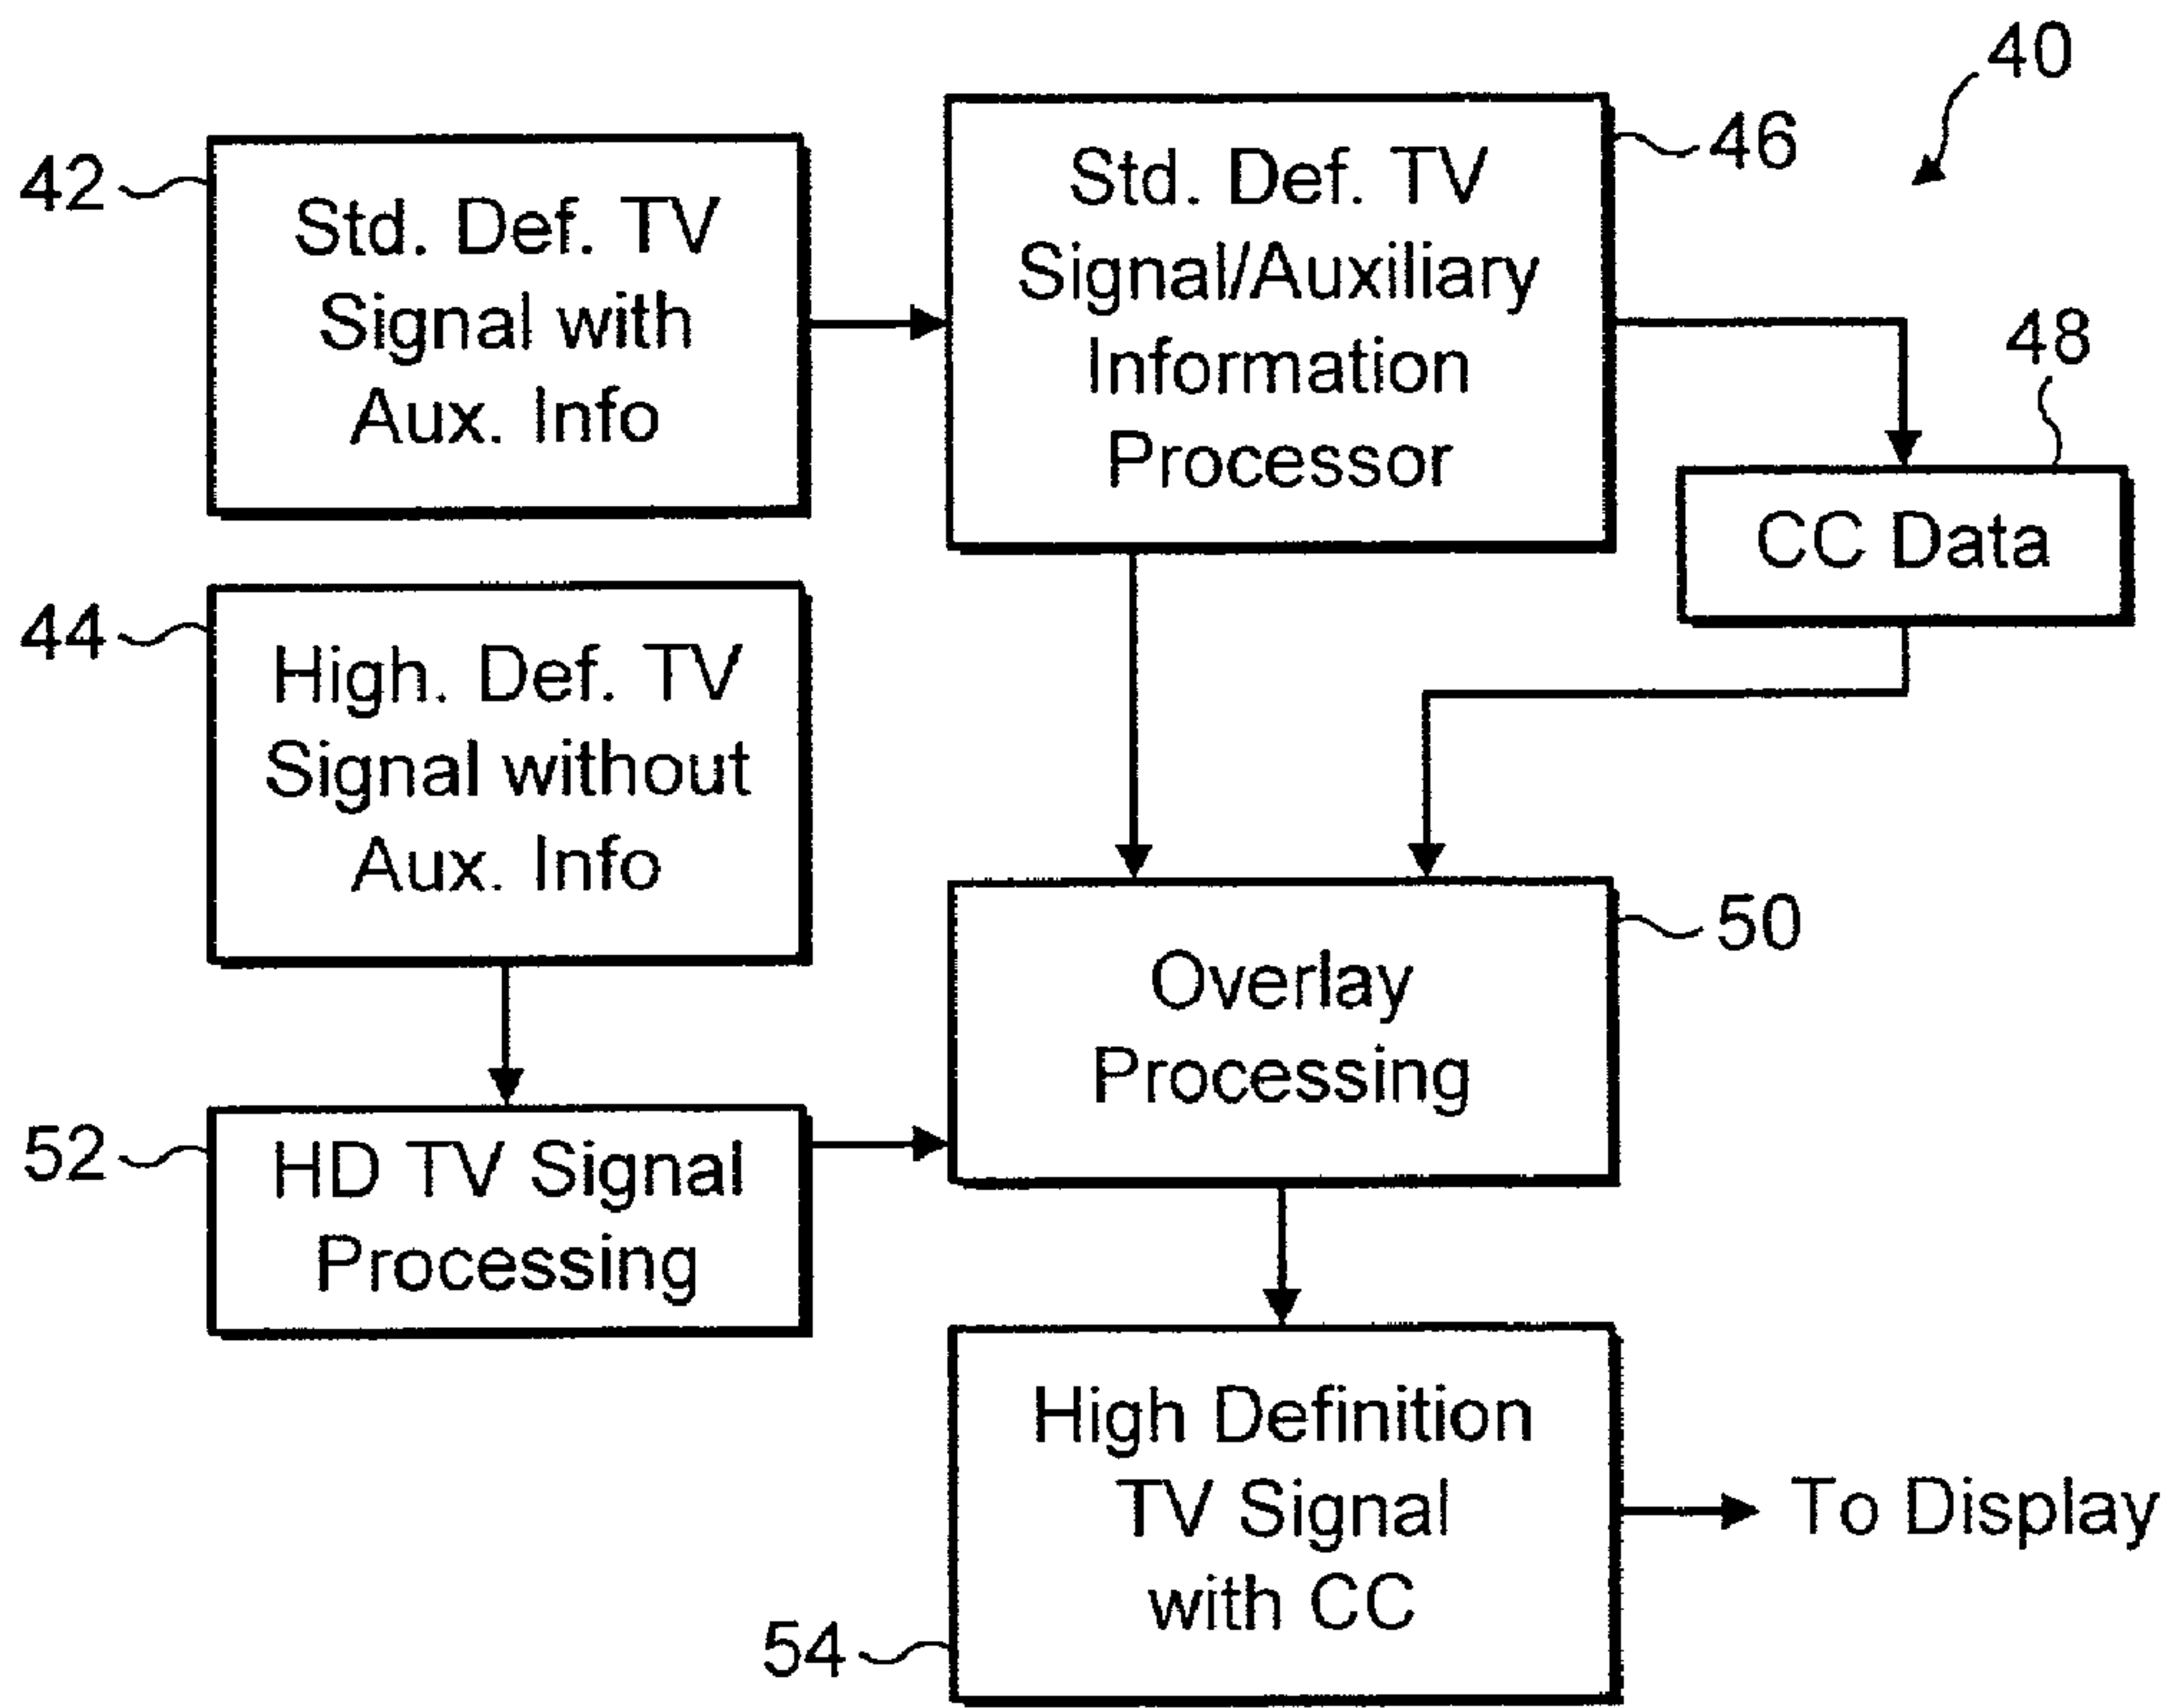 40
42
Std. Def. TV
Signal with
Aux. Info
46
Std. Def. TV
Signal/Auxiliary
Information
Processor
48
CC Data
44
High. Def. TV
Signal without
Aux. Info
50
Overlay
Processing
52
HD TV Signal
Processing
54
High Definition
TV Signal
with CC
To Display